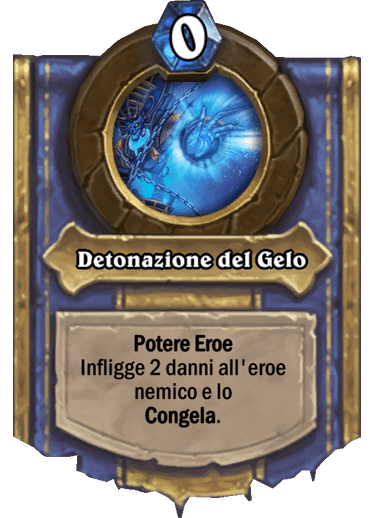 0
Detonazione del Gelo
Potere Eroe
Infligge 2 danni all'eroe
nemico e lo
Congela.